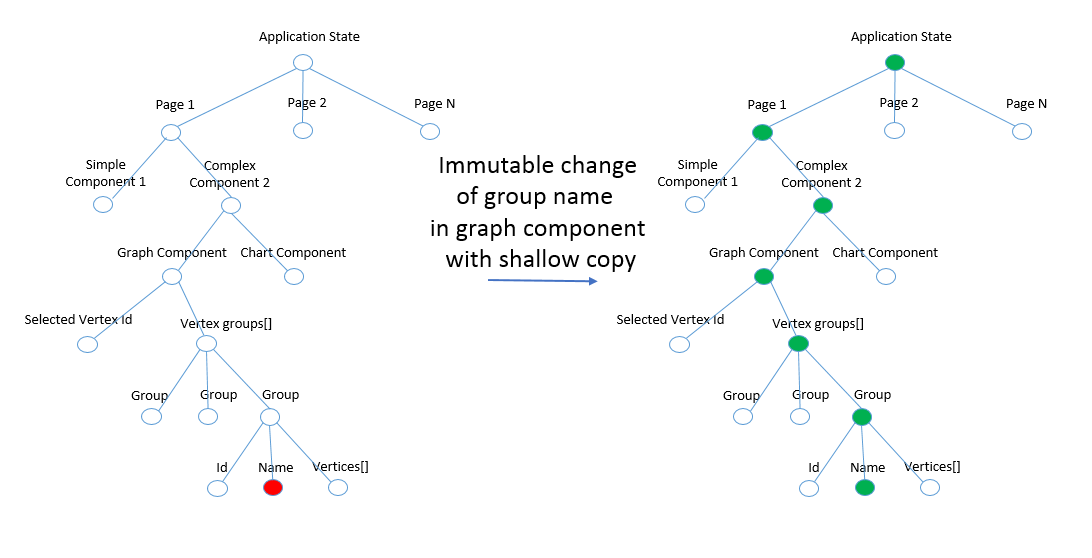 Application State
Page 1
Page 2
Page N
Simple
Component 1
Complex
Component 2
Graph Component
Chart Component
Selected Vertex Id
Vertex groups[]
Group
Group
Group
Id
Name
Vertices[]
Immutable change
of group name
in graph component
with shallow copy
Application State
Page 1
Page 2
Page N
Simple
Component 1
Complex
Component 2
Graph Component
Chart Component
Selected Vertex Id
Vertex groups[]
Group
Group
Group
Id
Name
Vertices[]